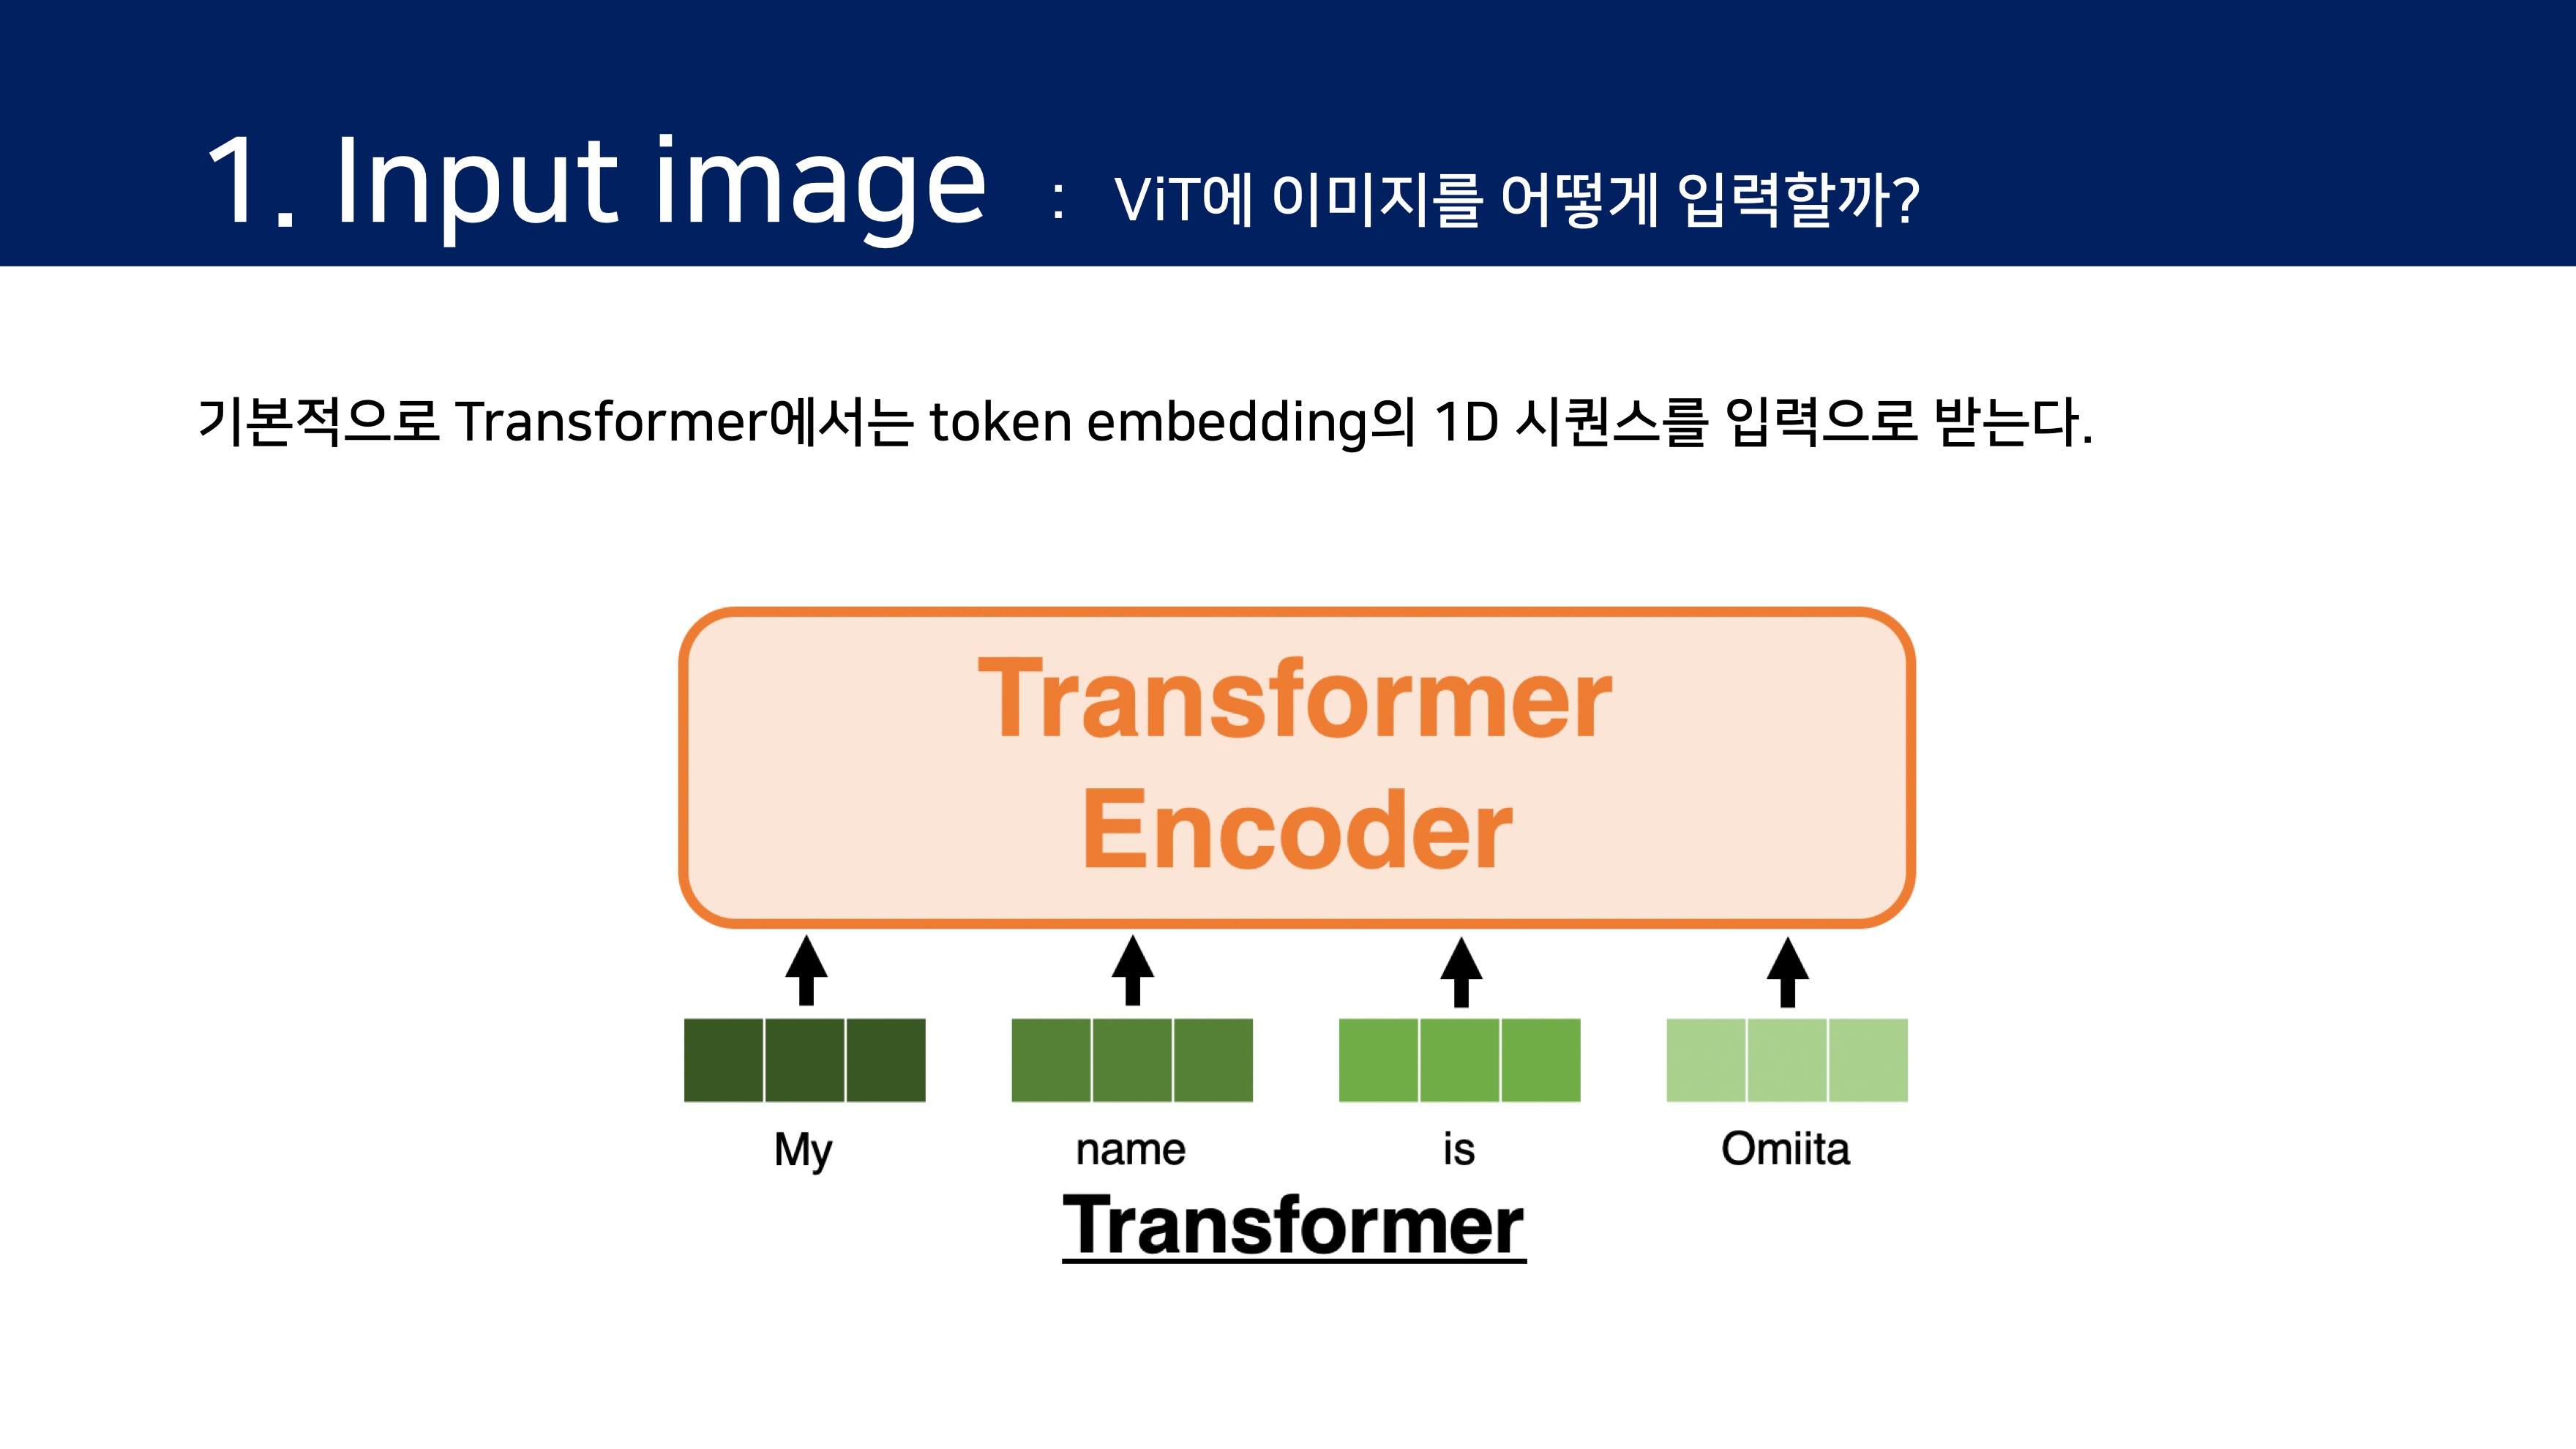 1. Input image : ViT에 이미지를 어떻게 입력할까?
기본적으로 Transformer에서는 token embedding의 1D 시퀀스를 입력으로 받는다.
Transformer
Encoder
My name is Omiita
Transformer